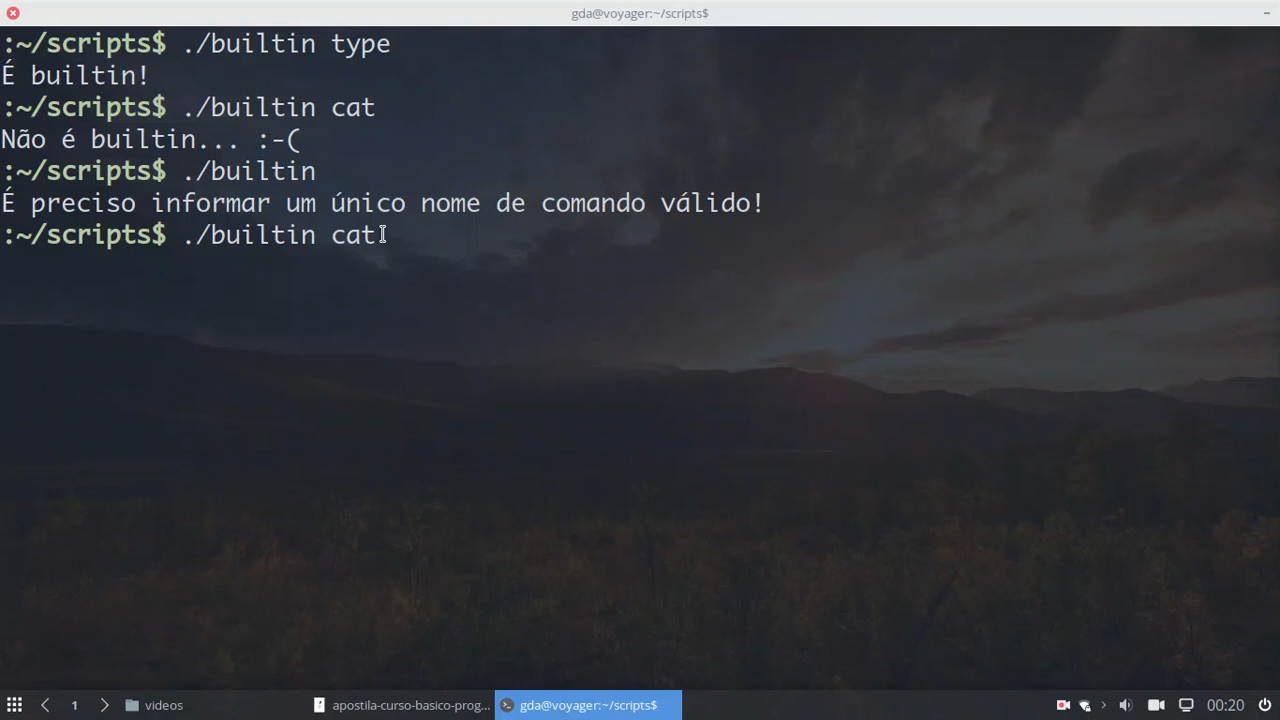 gda@voyager:~/scripts$
:~/scripts$ ./builtin type
É builtin!
:~/scripts$ ./builtin cat
Não é builtin... :-(
:~/scripts$ ./builtin
É preciso informar um único nome de comando válido!
:~/scripts$ ./builtin cat
1 videos apostila-curso-basico-prog... gda@voyager:~/scripts$ 00:20